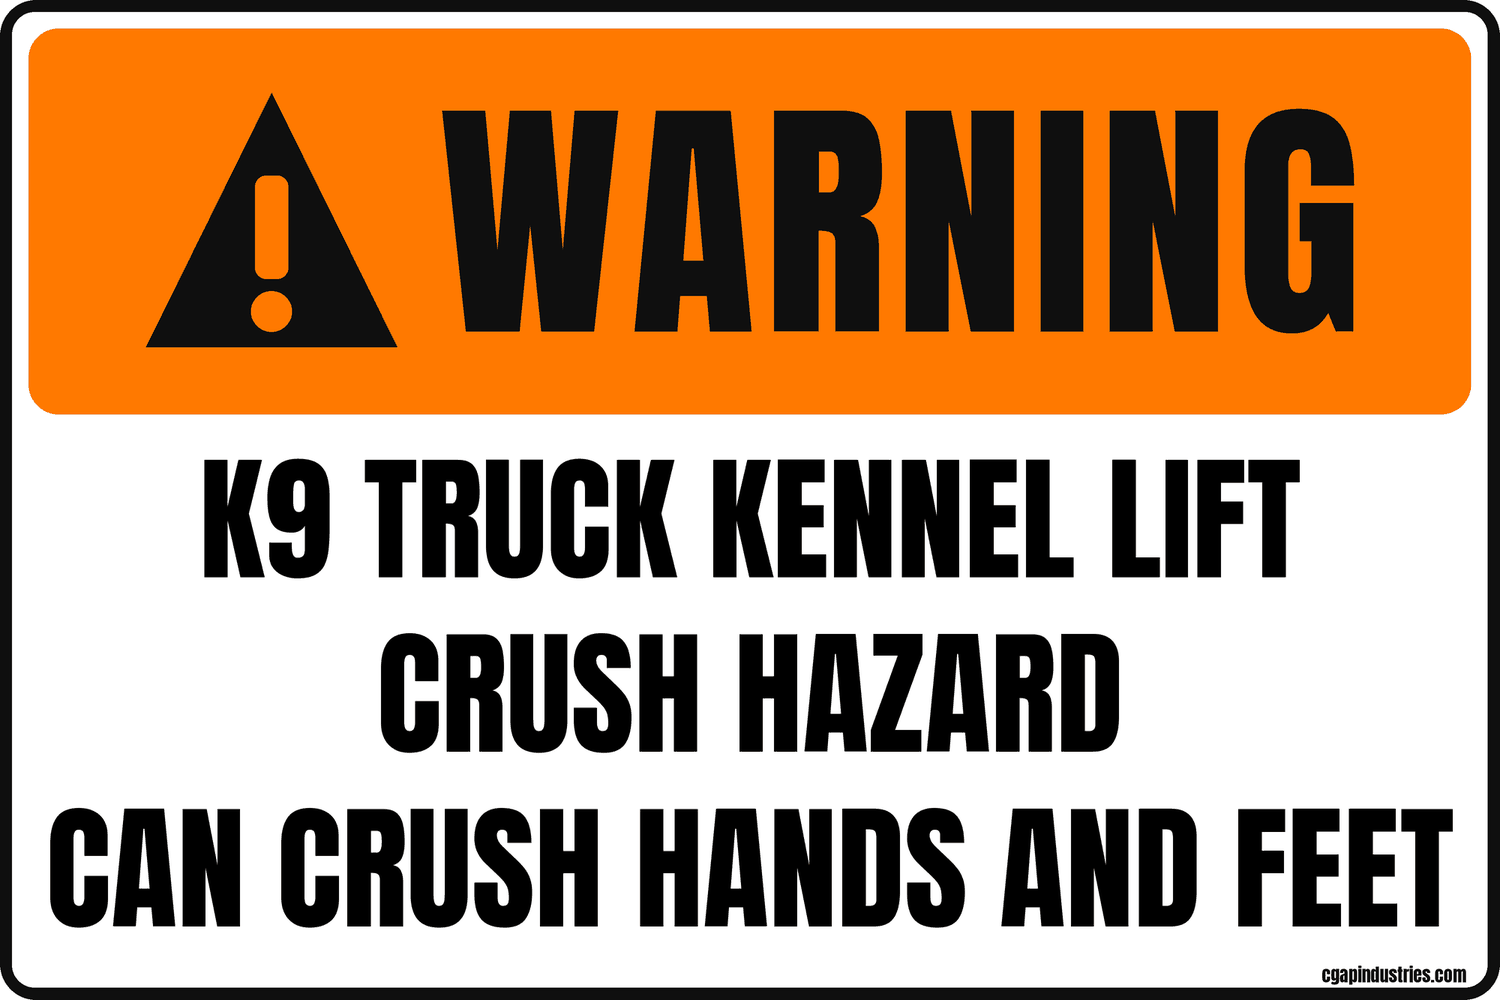 WARNING
K9 TRUCK KENNEL LIFT
CRUSH HAZARD
CAN CRUSH HANDS AND FEET
cgapindustries.com